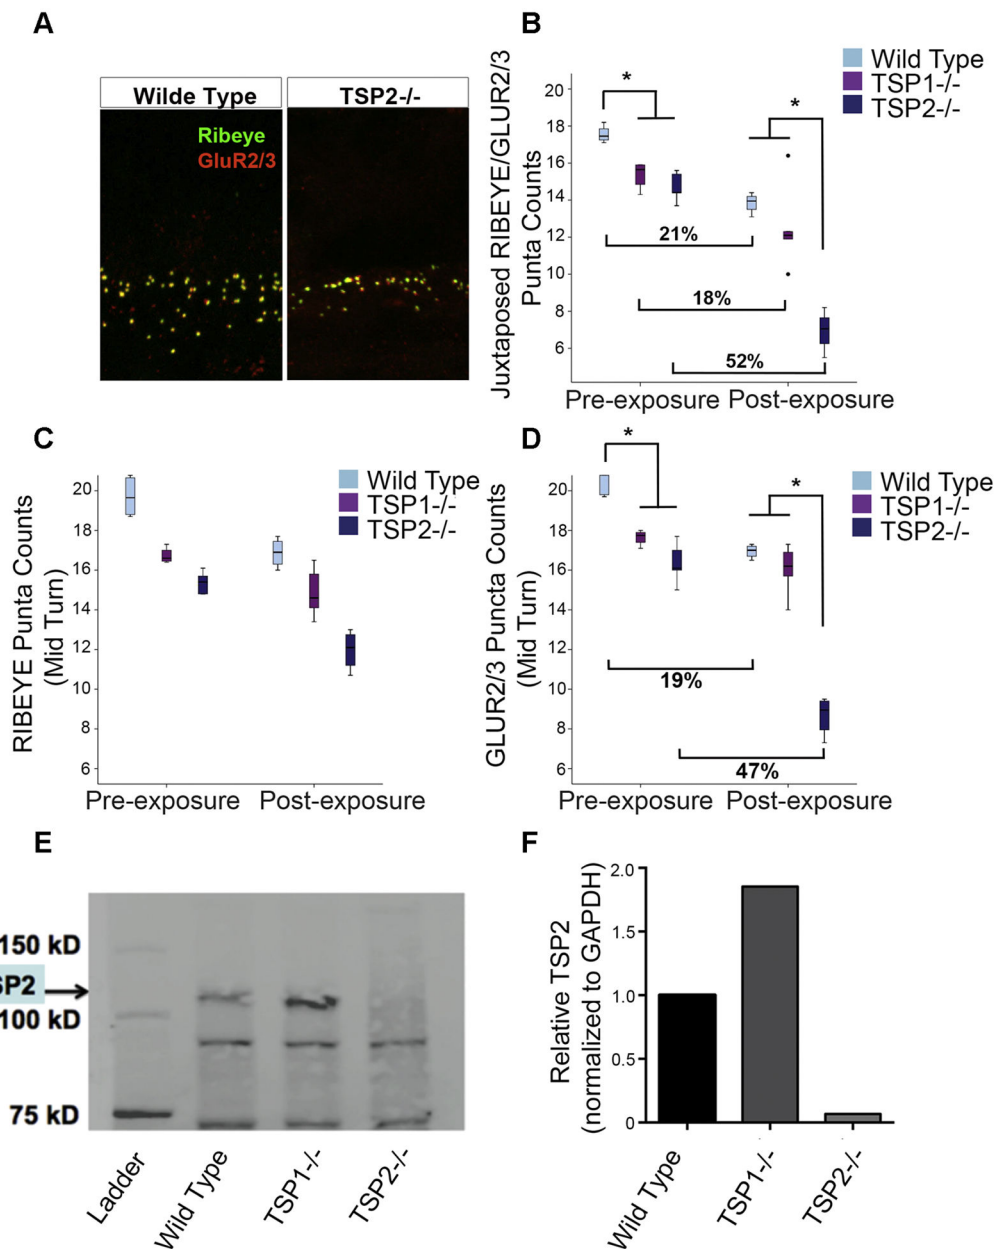 A
Wilde Type
TSP2-/-
Ribeye
GluR2/3
B
Juxtaposed RIBEYE/GLUR2/3
Punta Counts
Wild Type
TSP1-/-
TSP2-/-
20
18
16
14
12
10
8
6
*
*
21%
18%
52%
Pre-exposure
Post-exposure
C
RIBEYE Punta Counts
(Mid Turn)
Wild Type
TSP1-/-
TSP2-/-
20
18
16
14
12
10
8
6
Pre-exposure
Post-exposure
D
GLUR2/3 Puncta Counts
(Mid Turn)
Wild Type
TSP1-/-
TSP2-/-
20
18
16
14
12
10
8
6
*
*
19%
47%
Pre-exposure
Post-exposure
E
150 kD
SP2
100 kD
75 kD
Ladder
Wild Type
TSP1-/-
TSP2-/-
F
Relative TSP2
(normalized to GAPDH)
2.0
1.5
1.0
0.5
0
Wild Type
TSP1-/-
TSP2-/-